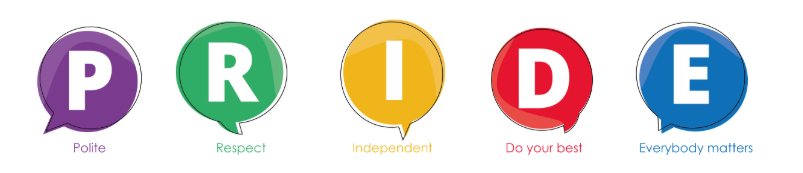 P R I D E
Polite Respect Independent Do your best Everybody matters